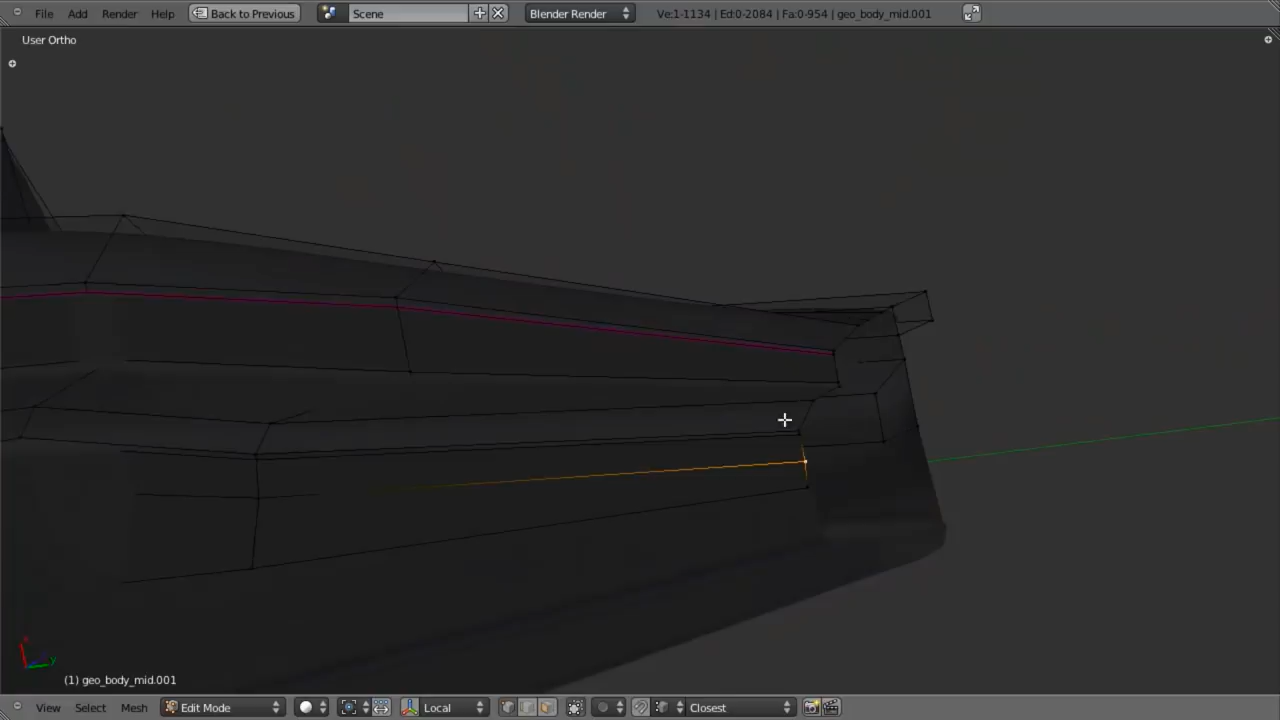 File Add Render Help Back to Previous Scene Blender Render Ve:1-1134 | Ed:0-2084 | Fa:0-954 | geo_body_mid.001
User Ortho
y
(1) geo_body_mid.001
View Select Mesh Edit Mode Local Closest